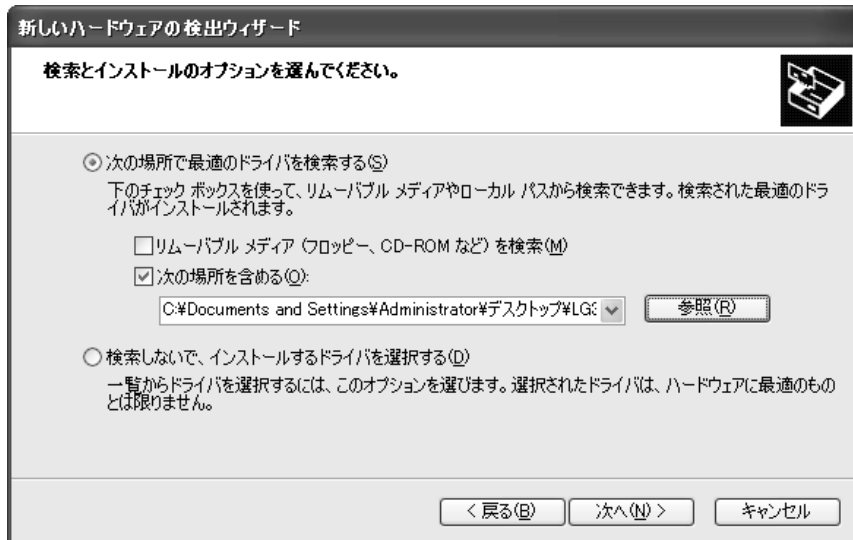 新しいハードウェアの検出ウィザード
検索とインストールのオプションを選んでください。
次の場所で最適のドライバを検索する(S)
下のチェック ボックスを使って、リムーバブル メディアやローカル パスから検索できます。検索された最適のドラ
イバがインストールされます。
リムーバブル メディア (フロッピー、CD-ROM など) を検索(M)
次の場所を含める(O):
C:¥Documents and Settings¥Administrator¥デスクトップ¥LG3
参照(R)
検索しないで、インストールするドライバを選択する(D)
一覧からドライバを選択するには、このオプションを選びます。選択されたドライバは、ハードウェアに最適のもの
とは限りません。
< 戻る(B) 次へ(N) > キャンセル